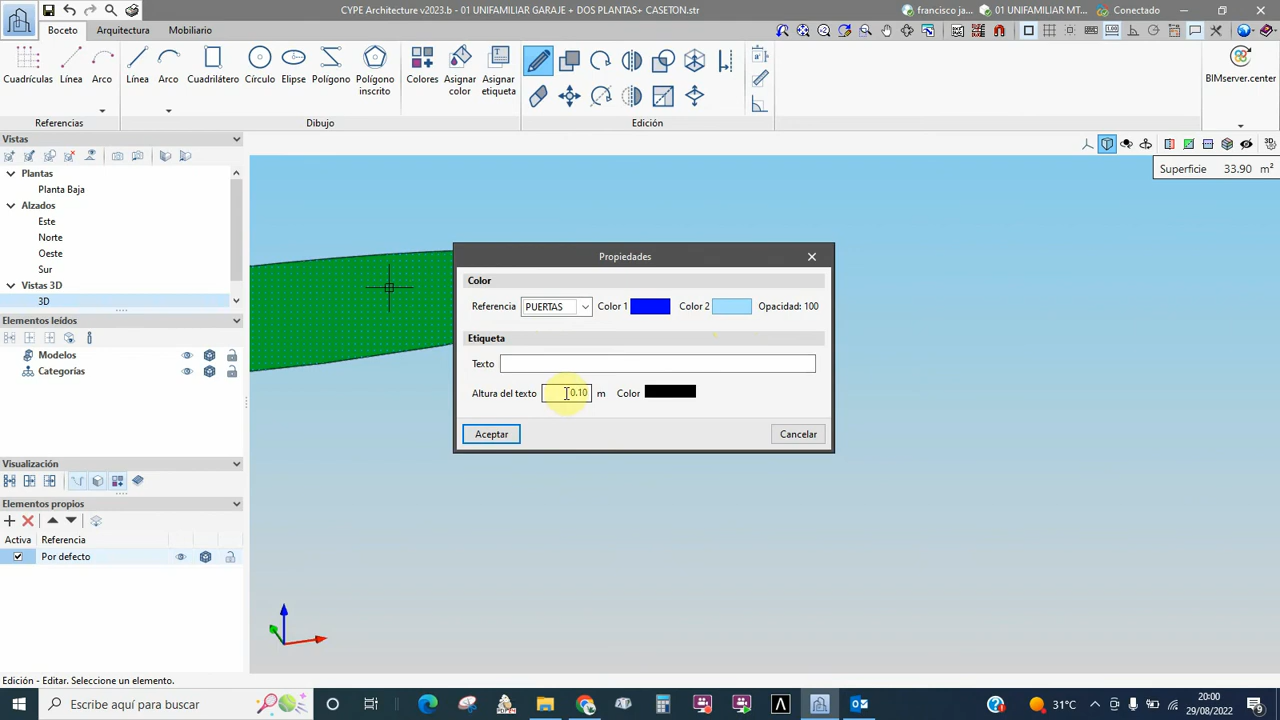 CYPE Architecture v2023.b - 01 UNIFAMILIAR GARAJE + DOS PLANTAS+ CASETON.str
francisco ja...
01 UNIFAMILIAR MT...
Conectado
Boceto
Arquitectura
Mobiliario
Cuadrículas
Línea
Arco
Línea
Arco
Cuadrilátero
Círculo
Elipse
Polígono
Polígono
inscrito
Colores
Asignar
color
Asignar
etiqueta
BIMserver.center
Referencias
Dibujo
Edición
Vistas
Superficie 33.90 m²
Plantas
Planta Baja
Alzados
Este
Norte
Oeste
Sur
Vistas 3D
3D
Elementos leídos
Modelos
Categorías
Visualización
Elementos propios
Activa Referencia
Por defecto
Propiedades
Color
Referencia PUERTAS Color 1 Color 2 Opacidad: 100
Etiqueta
Texto
Altura del texto 0.10 m Color
Aceptar
Cancelar
Edición - Editar. Seleccione un elemento.
Escribe aquí para buscar
31°C
20:00
29/08/2022